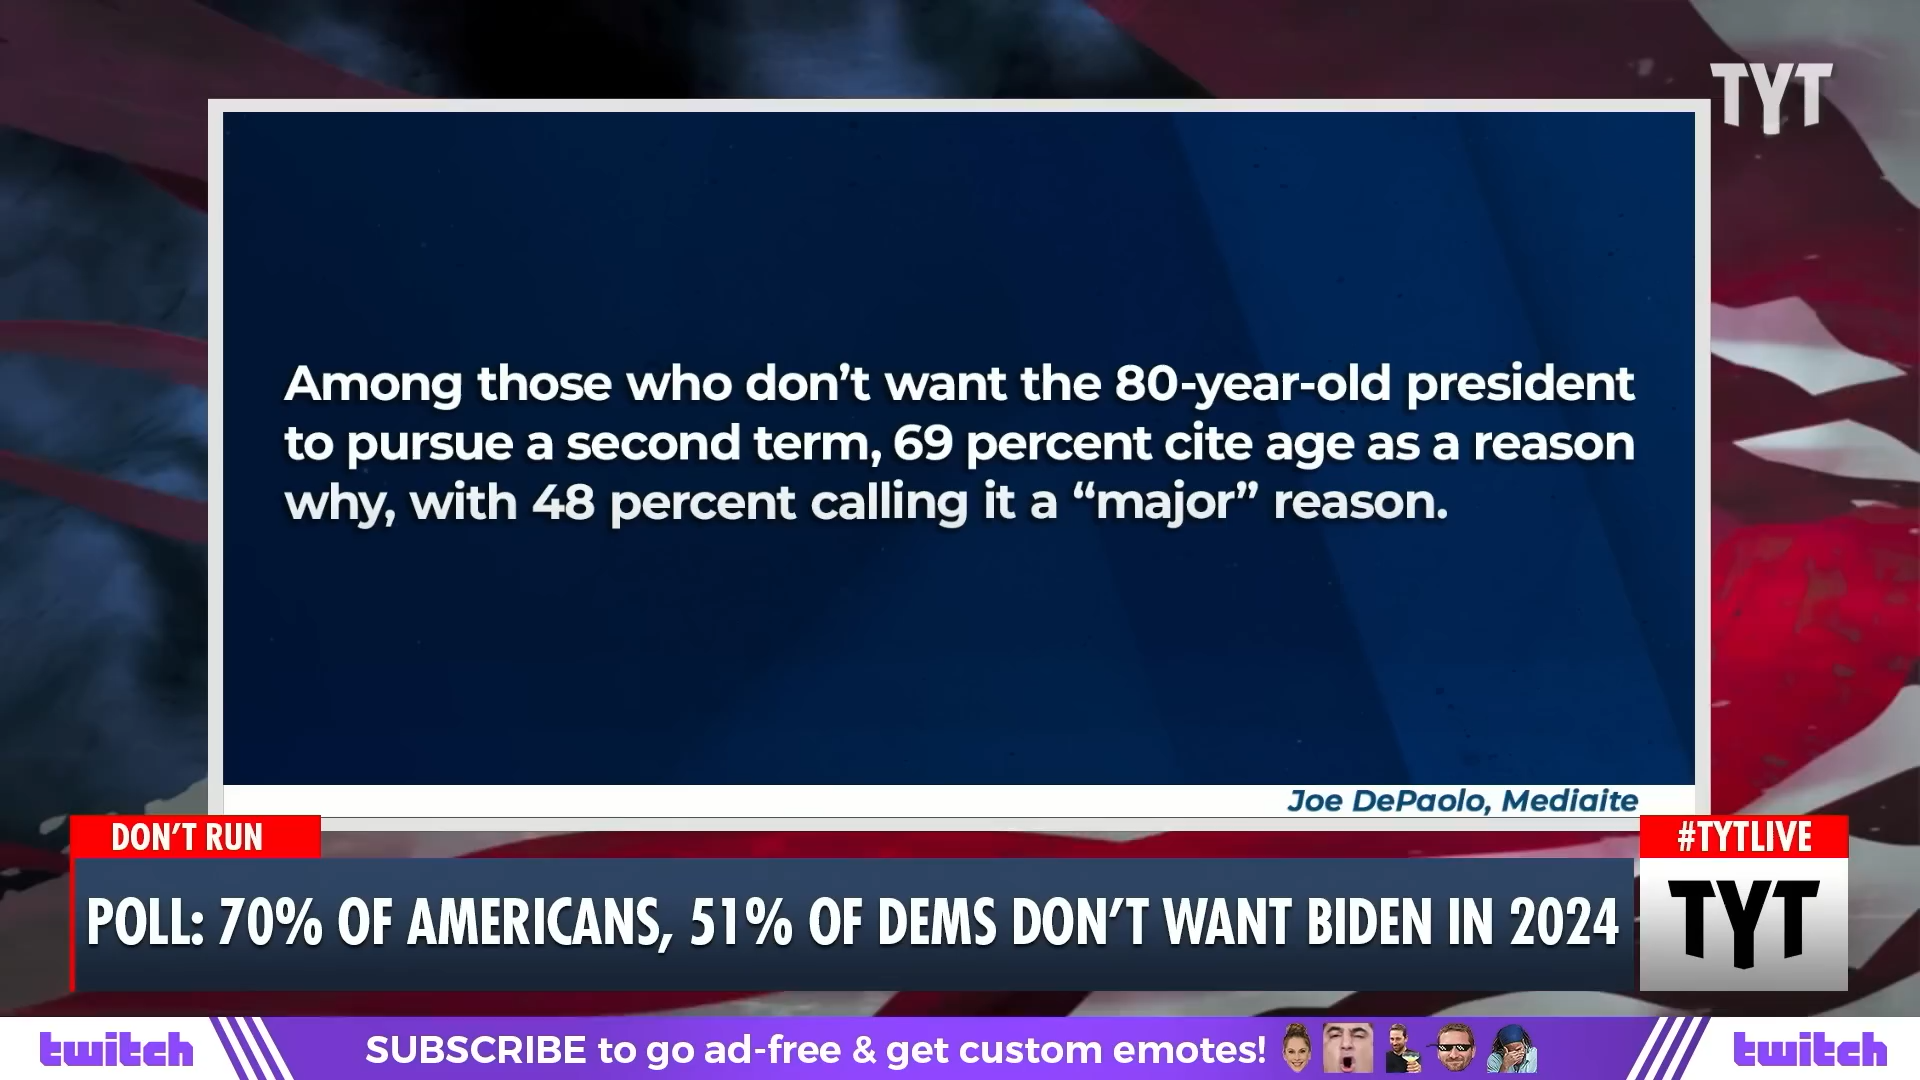 TYT
Among those who don’t want the 80-year-old president
to pursue a second term, 69 percent cite age as a reason
why, with 48 percent calling it a “major” reason.
Joe DePaolo, Mediaite
DON’T RUN
#TYTLIVE
POLL: 70% OF AMERICANS, 51% OF DEMS DON’T WANT BIDEN IN 2024
TYT
twitch
SUBSCRIBE to go ad-free & get custom emotes!
twitch